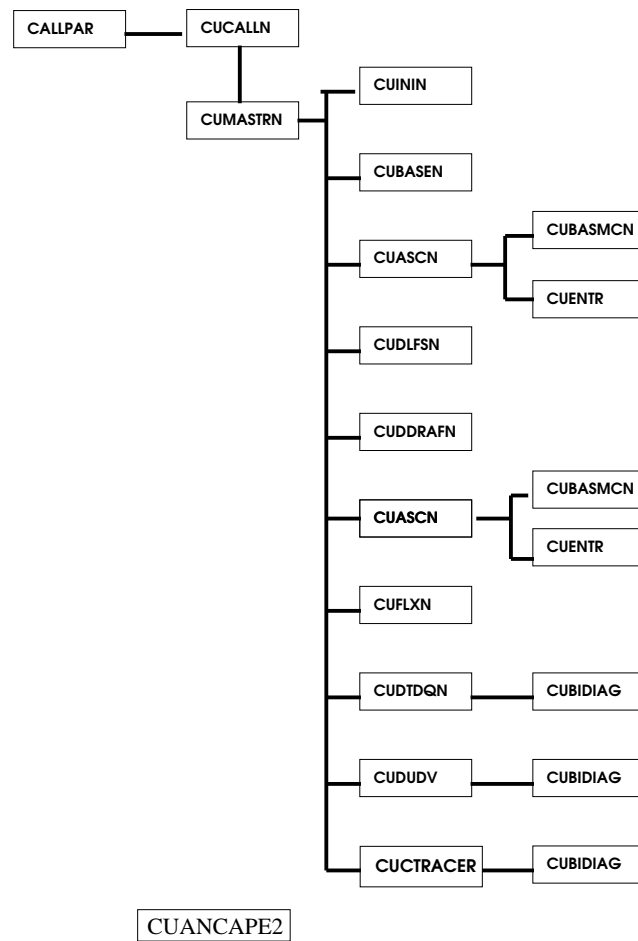 CALLPAR
CUCALLN
CUMASTRN
CUININ
CUBASEN
CUASCN
CUBASMCN
CUENTR
CUDLFSN
CUDDRAFN
CUASCN
CUBASMCN
CUENTR
CUFLXN
CUDTDQN
CUBIDIAG
CUDUDV
CUBIDIAG
CUCTRACER
CUBIDIAG
CUANCAPE2